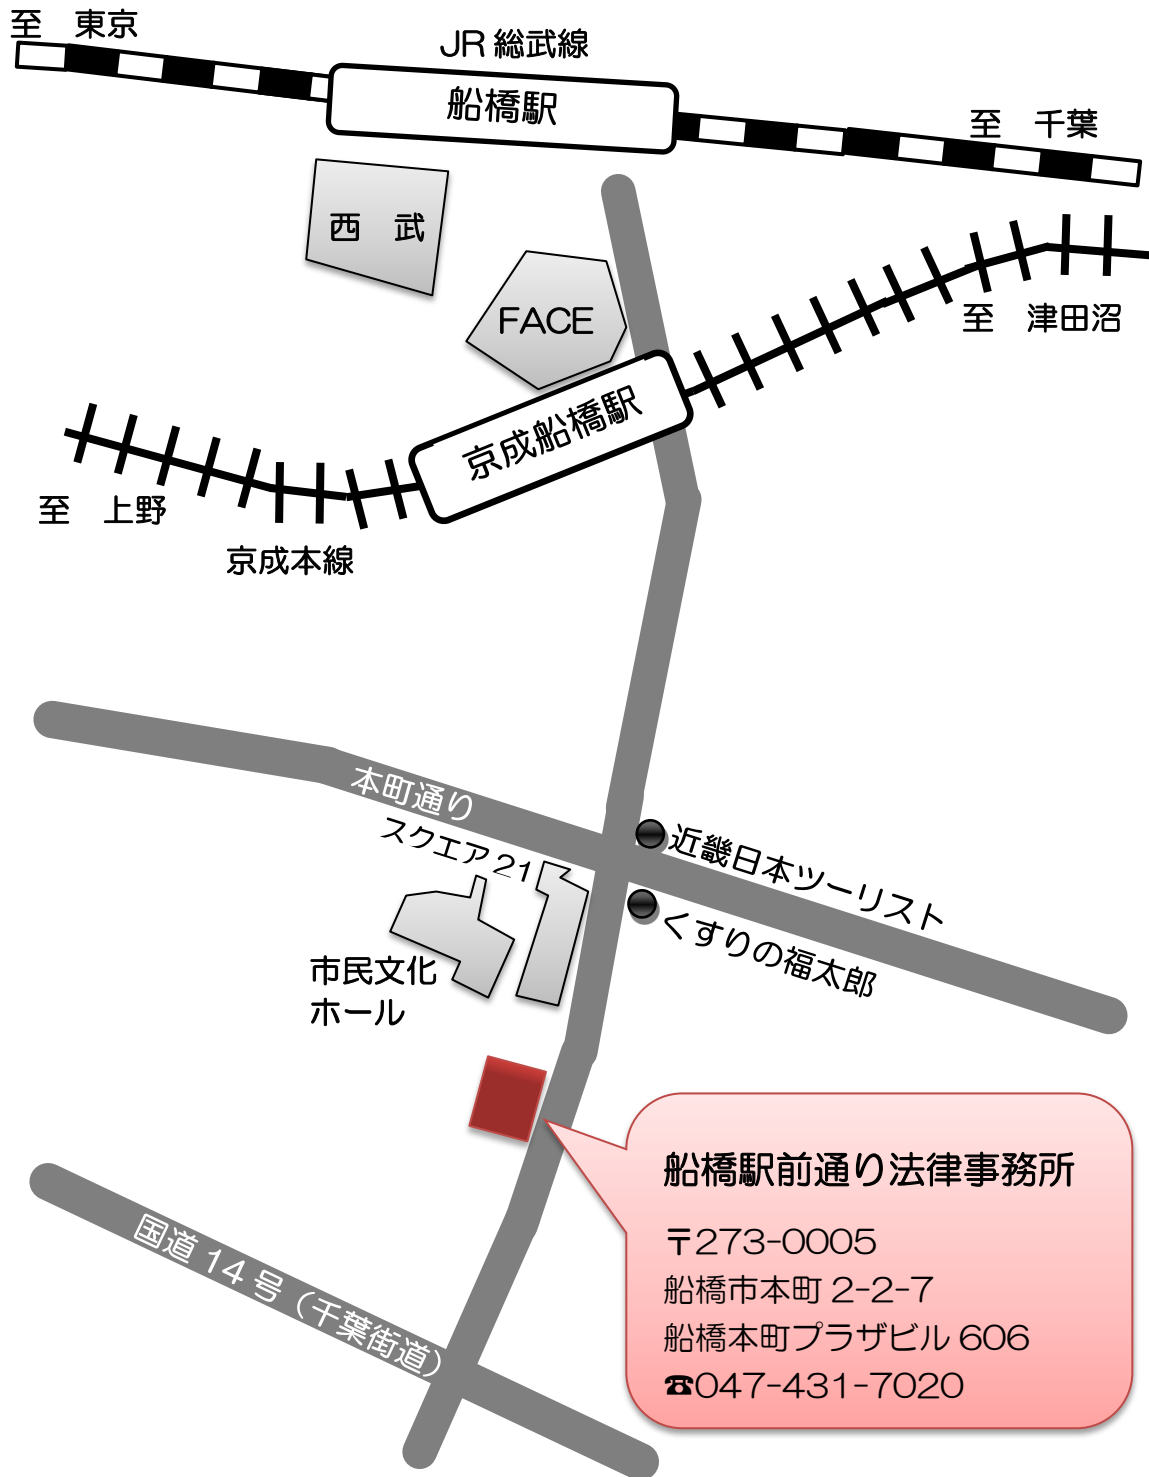 至　東京
JR 総武線
船橋駅
至　千葉
西　武
FACE
至　津田沼
京成船橋駅
至　上野
京成本線
本町通り
スクエア 21
近畿日本ツーリスト
くすりの福太郎
市民文化
ホール
船橋駅前通り法律事務所
〒273-0005
船橋市本町 2-2-7
船橋本町プラザビル 606
☎047-431-7020
国道 14 号（千葉街道）